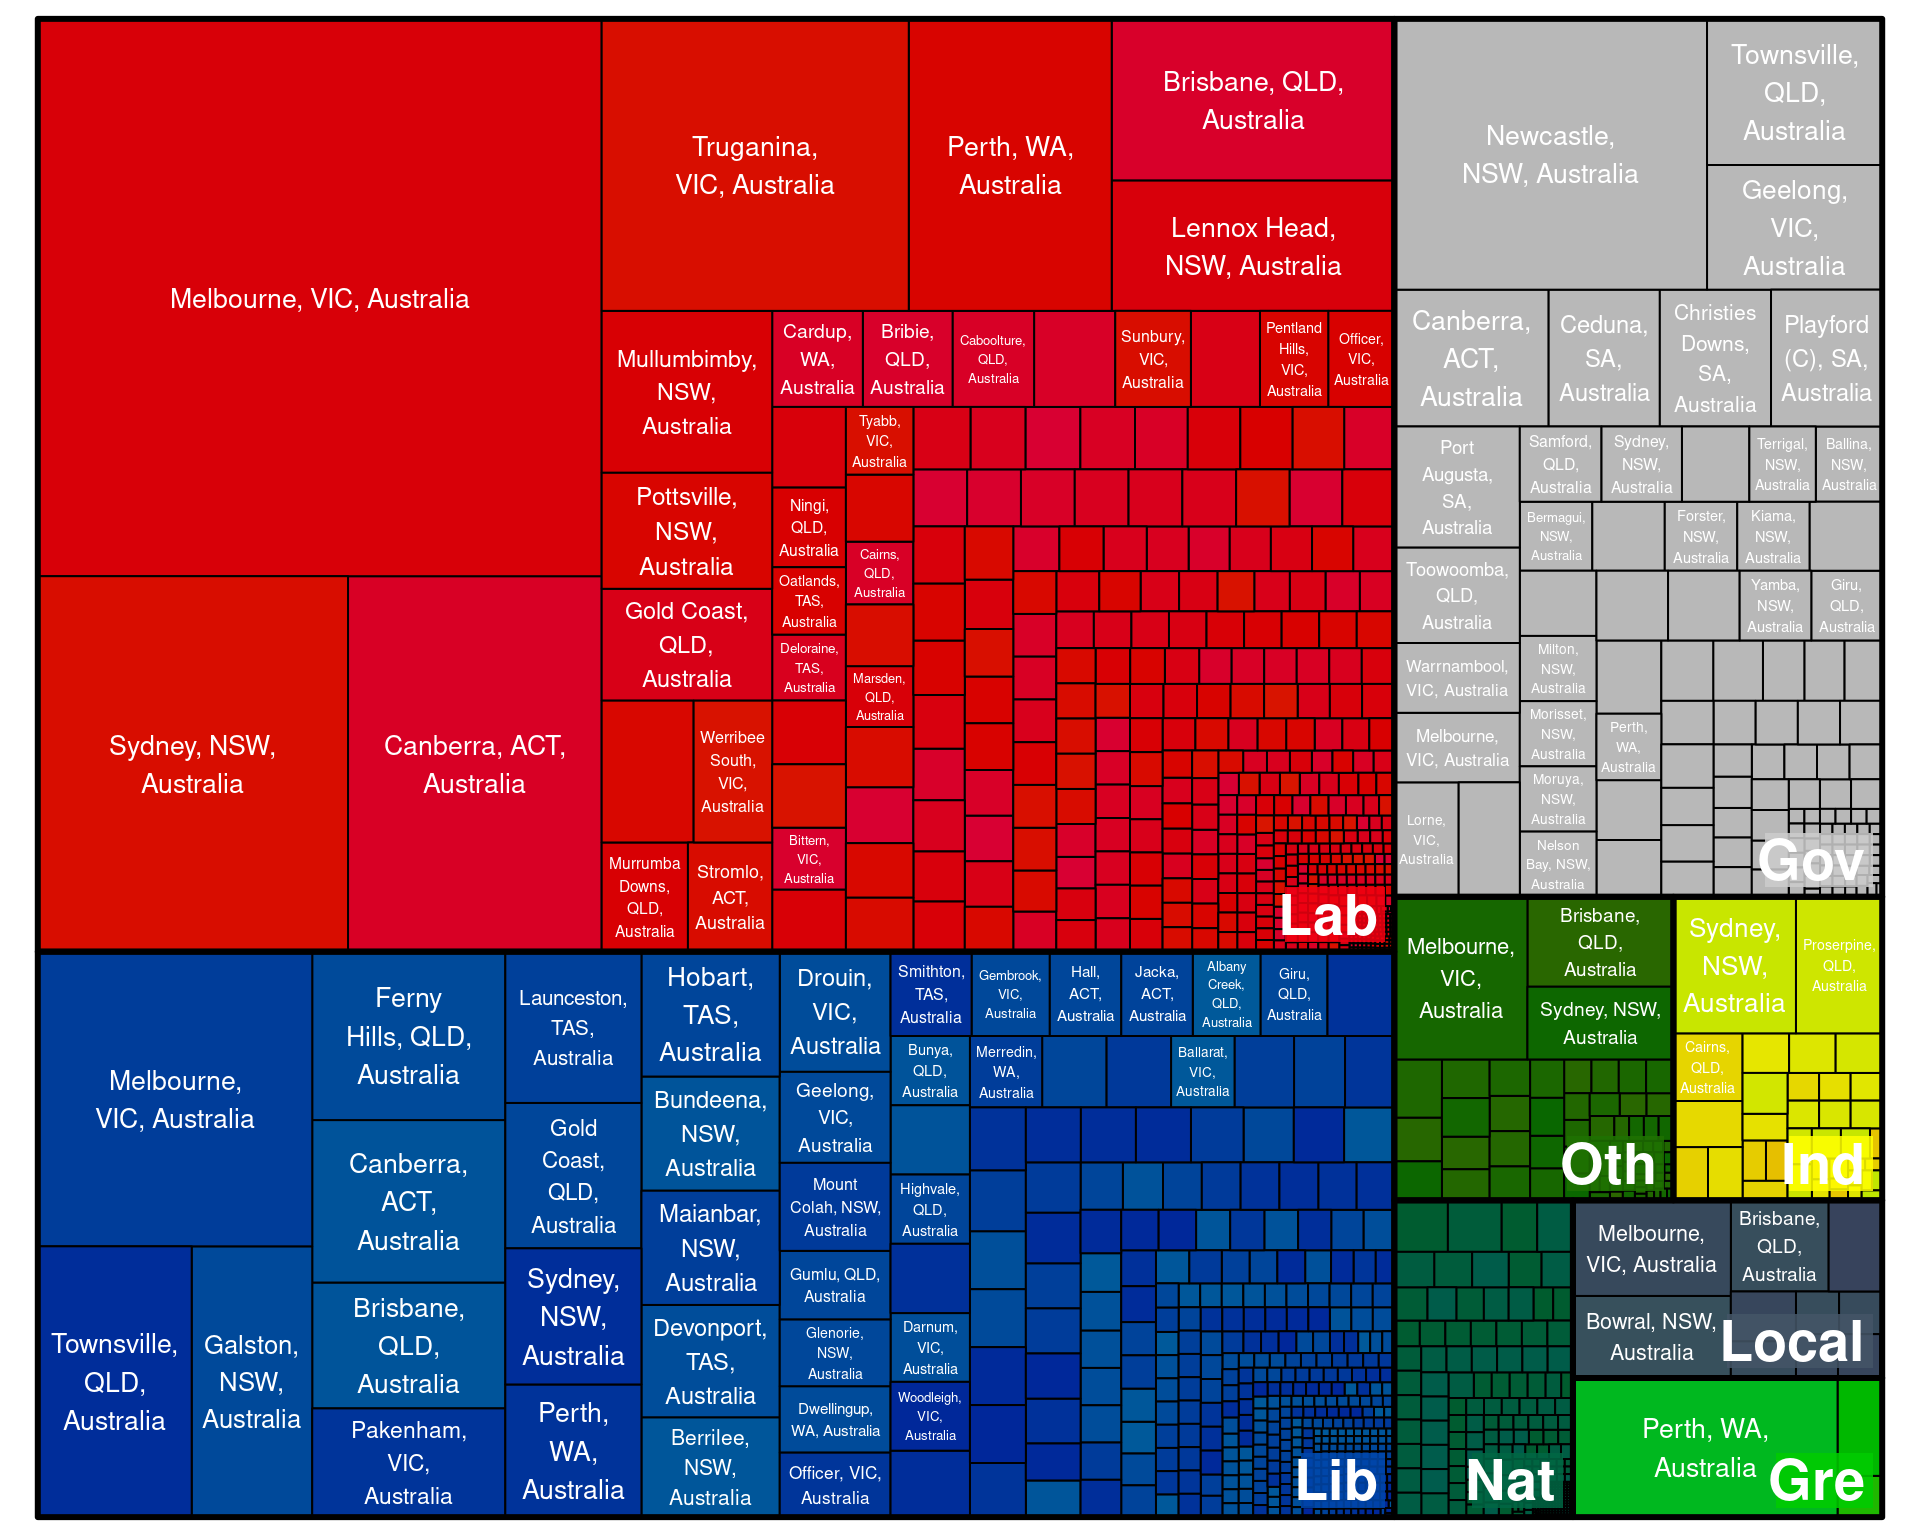 Melbourne, VIC, Australia
Sydney, NSW,
Australia
Canberra, ACT,
Australia
Truganina,
VIC, Australia
Perth, WA,
Australia
Brisbane, QLD,
Australia
Lennox Head,
NSW, Australia
Mullumbimby,
NSW,
Australia
Pottsville,
NSW,
Australia
Gold Coast,
QLD,
Australia
Werribee
South,
VIC,
Australia
Murrumba
Downs,
QLD,
Australia
Stromlo,
ACT,
Australia
Cardup,
WA,
Australia
Bribie,
QLD,
Australia
Caboolture,
QLD,
Australia
Sunbury,
VIC,
Australia
Pentland
Hills,
VIC,
Australia
Officer,
VIC,
Australia
Ningi,
QLD,
Australia
Oatlands,
TAS,
Australia
Deloraine,
TAS,
Australia
Bittern,
VIC,
Australia
Tyabb,
VIC,
Australia
Cairns,
QLD,
Australia
Marsden,
QLD,
Australia
Lab
Newcastle,
NSW, Australia
Townsville,
QLD,
Australia
Geelong,
VIC,
Australia
Canberra,
ACT,
Australia
Ceduna,
SA,
Australia
Christies
Downs,
SA,
Australia
Playford
(C), SA,
Australia
Port
Augusta,
SA,
Australia
Toowoomba,
QLD,
Australia
Warrnambool,
VIC, Australia
Melbourne,
VIC, Australia
Lorne,
VIC,
Australia
Samford,
QLD,
Australia
Sydney,
NSW,
Australia
Terrigal,
NSW,
Australia
Ballina,
NSW,
Australia
Bermagui,
NSW,
Australia
Forster,
NSW,
Australia
Kiama,
NSW,
Australia
Yamba,
NSW,
Australia
Giru,
QLD,
Australia
Milton,
NSW,
Australia
Morisset,
NSW,
Australia
Moruya,
NSW,
Australia
Nelson
Bay, NSW,
Australia
Perth,
WA,
Australia
Gov
Melbourne,
VIC, Australia
Townsville,
QLD,
Australia
Galston,
NSW,
Australia
Ferny
Hills, QLD,
Australia
Canberra,
ACT,
Australia
Brisbane,
QLD,
Australia
Pakenham,
VIC,
Australia
Launceston,
TAS,
Australia
Gold
Coast,
QLD,
Australia
Sydney,
NSW,
Australia
Perth,
WA,
Australia
Hobart,
TAS,
Australia
Bundeena,
NSW,
Australia
Maianbar,
NSW,
Australia
Devonport,
TAS,
Australia
Berrilee,
NSW,
Australia
Drouin,
VIC,
Australia
Geelong,
VIC,
Australia
Mount
Colah, NSW,
Australia
Gumlu, QLD,
Australia
Glenorie,
NSW,
Australia
Dwellingup,
WA, Australia
Officer, VIC,
Australia
Smithton,
TAS,
Australia
Bunya,
QLD,
Australia
Highvale,
QLD,
Australia
Darnum,
VIC,
Australia
Woodleigh,
VIC,
Australia
Gembrook,
VIC,
Australia
Hall,
ACT,
Australia
Jacka,
ACT,
Australia
Albany
Creek,
QLD,
Australia
Giru,
QLD,
Australia
Merredin,
WA,
Australia
Ballarat,
VIC,
Australia
Lib
Melbourne,
VIC,
Australia
Brisbane,
QLD,
Australia
Sydney, NSW,
Australia
Oth
Sydney,
NSW,
Australia
Proserpine,
QLD,
Australia
Cairns,
QLD,
Australia
Ind
Nat
Melbourne,
VIC, Australia
Brisbane,
QLD,
Australia
Bowral, NSW,
Australia
Local
Perth, WA,
Australia
Gre